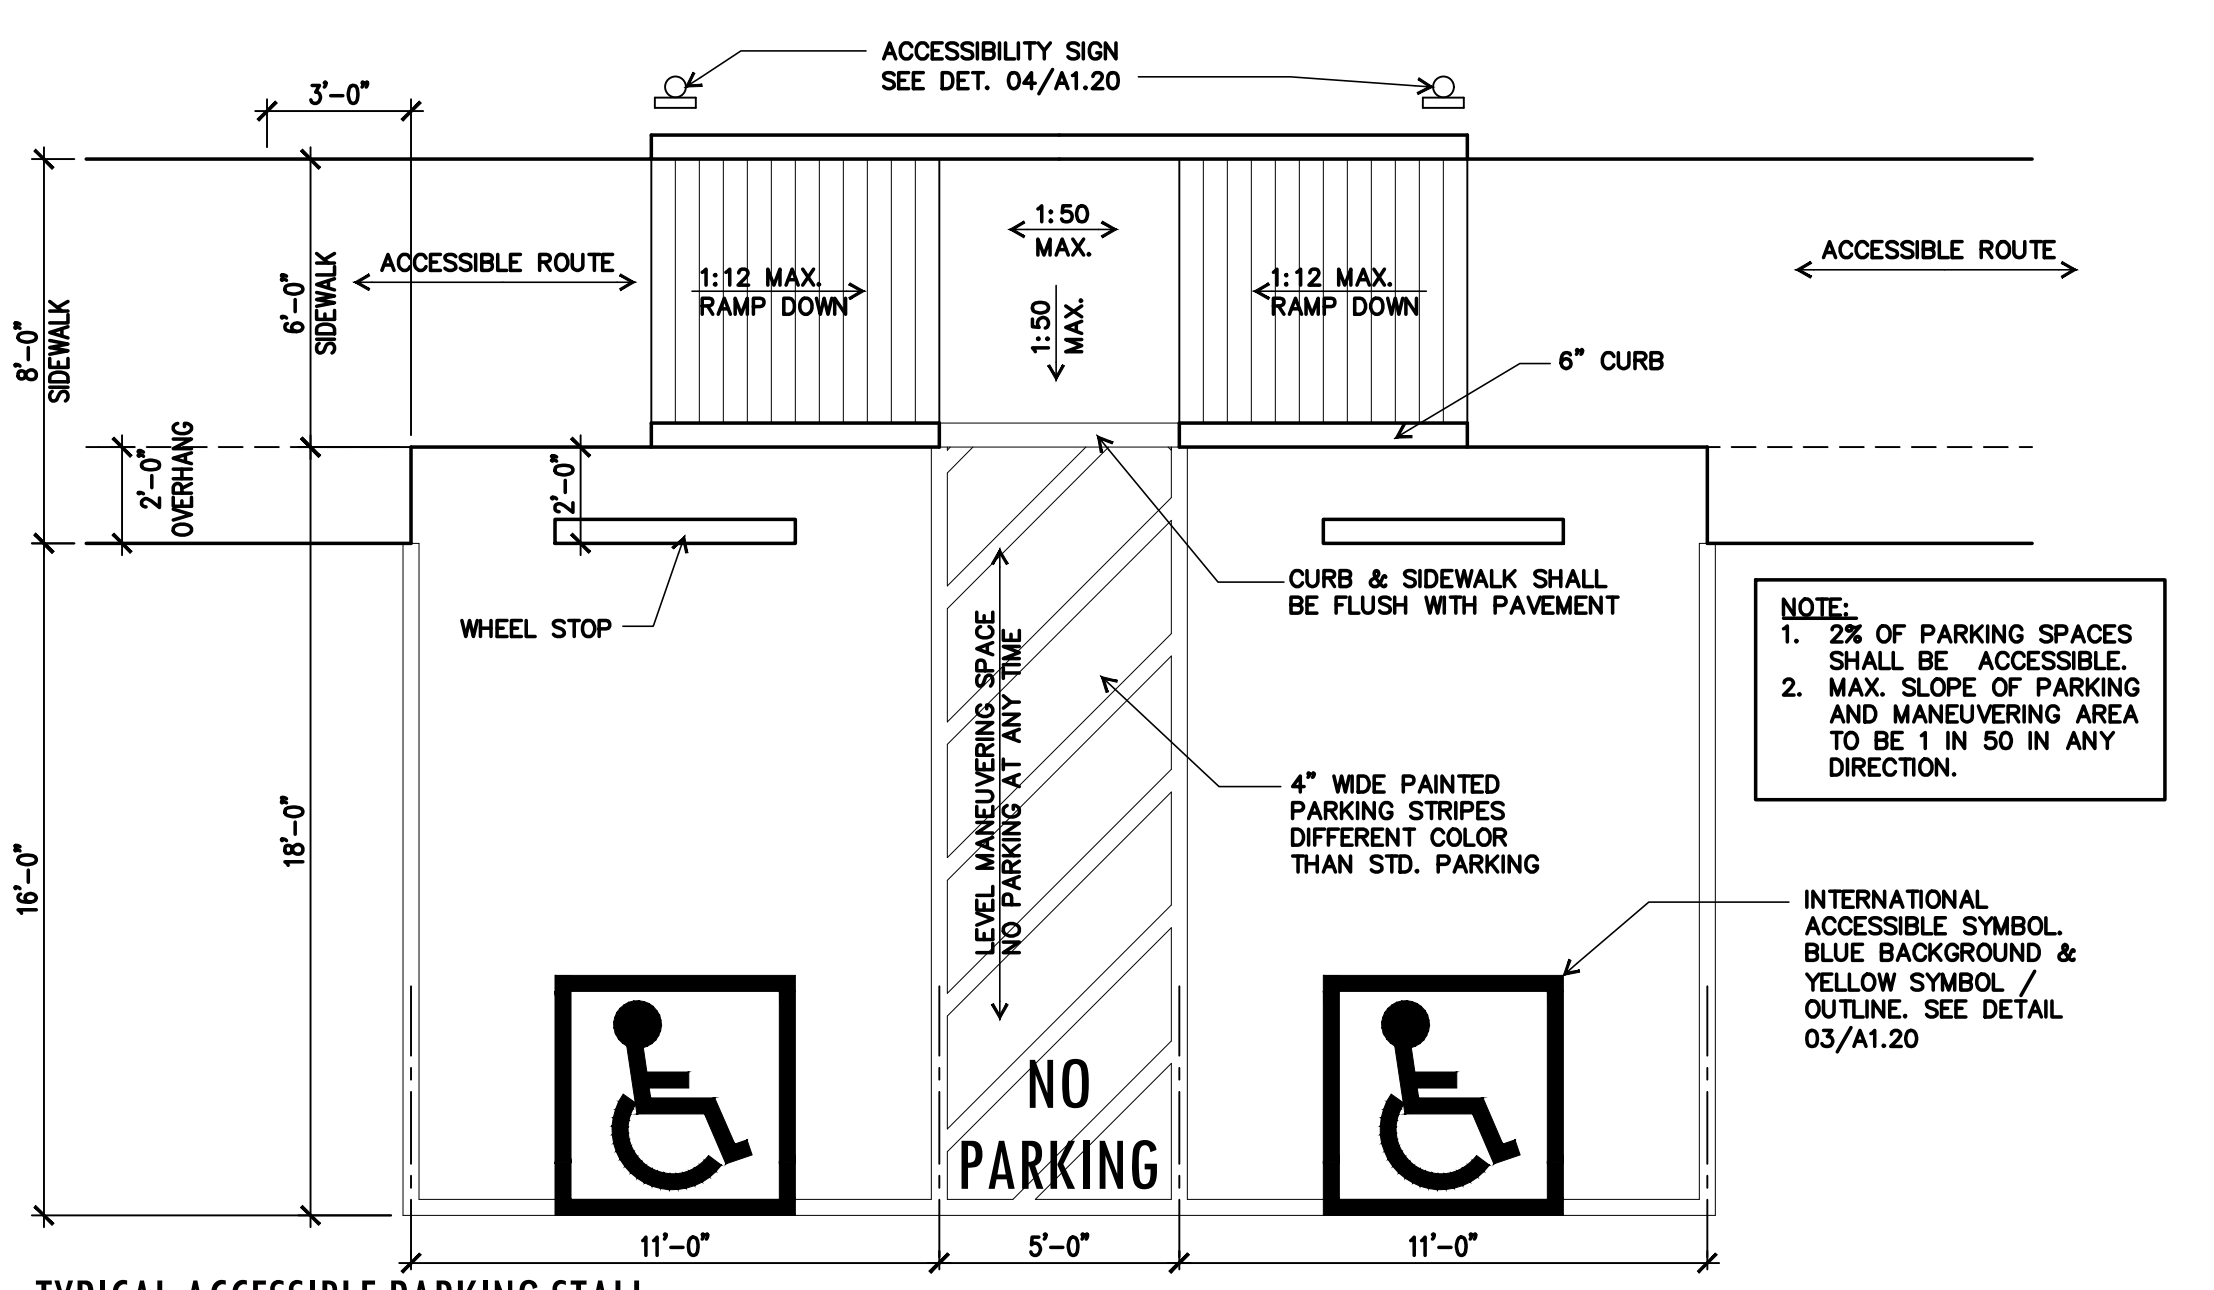 ACCESSIBILITY SIGN
SEE DET. 04/A1.20
3'-0"
1:50
MAX.
1:50
MAX.
ACCESSIBLE ROUTE
ACCESSIBLE ROUTE
1:12 MAX.
RAMP DOWN
1:12 MAX.
RAMP DOWN
6'-0"
SIDEWALK
8'-0"
SIDEWALK
6" CURB
2'-0"
OVERHANG
2'-0"
CURB & SIDEWALK SHALL
BE FLUSH WITH PAVEMENT
WHEEL STOP
LEVEL MANEUVERING SPACE
NO PARKING AT ANY TIME
NOTE:
1. 2% OF PARKING SPACES
SHALL BE ACCESSIBLE.
2. MAX. SLOPE OF PARKING
AND MANEUVERING AREA
TO BE 1 IN 50 IN ANY
DIRECTION.
4" WIDE PAINTED
PARKING STRIPES
DIFFERENT COLOR
THAN STD. PARKING
16'-0"
18'-0"
INTERNATIONAL
ACCESSIBLE SYMBOL.
BLUE BACKGROUND &
YELLOW SYMBOL /
OUTLINE. SEE DETAIL
03/A1.20
NO
PARKING
11'-0"
5'-0"
11'-0"
TYPICAL ACCESSIBLE PARKING STALL